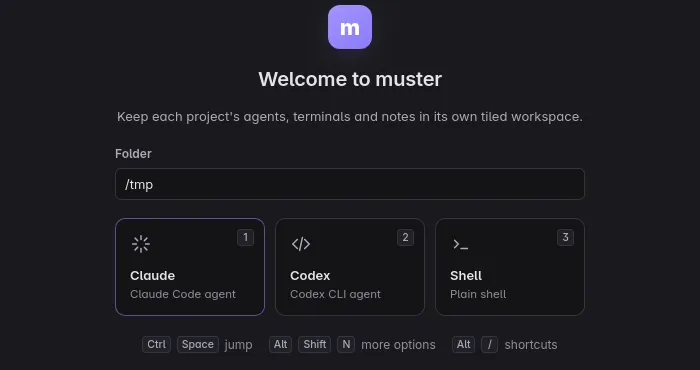 m
Welcome to muster
Keep each project's agents, terminals and notes in its own tiled workspace.
Folder
/tmp
1
Claude
Claude Code agent
2
Codex
Codex CLI agent
3
Shell
Plain shell
Ctrl Space jump Alt Shift N more options Alt / shortcuts